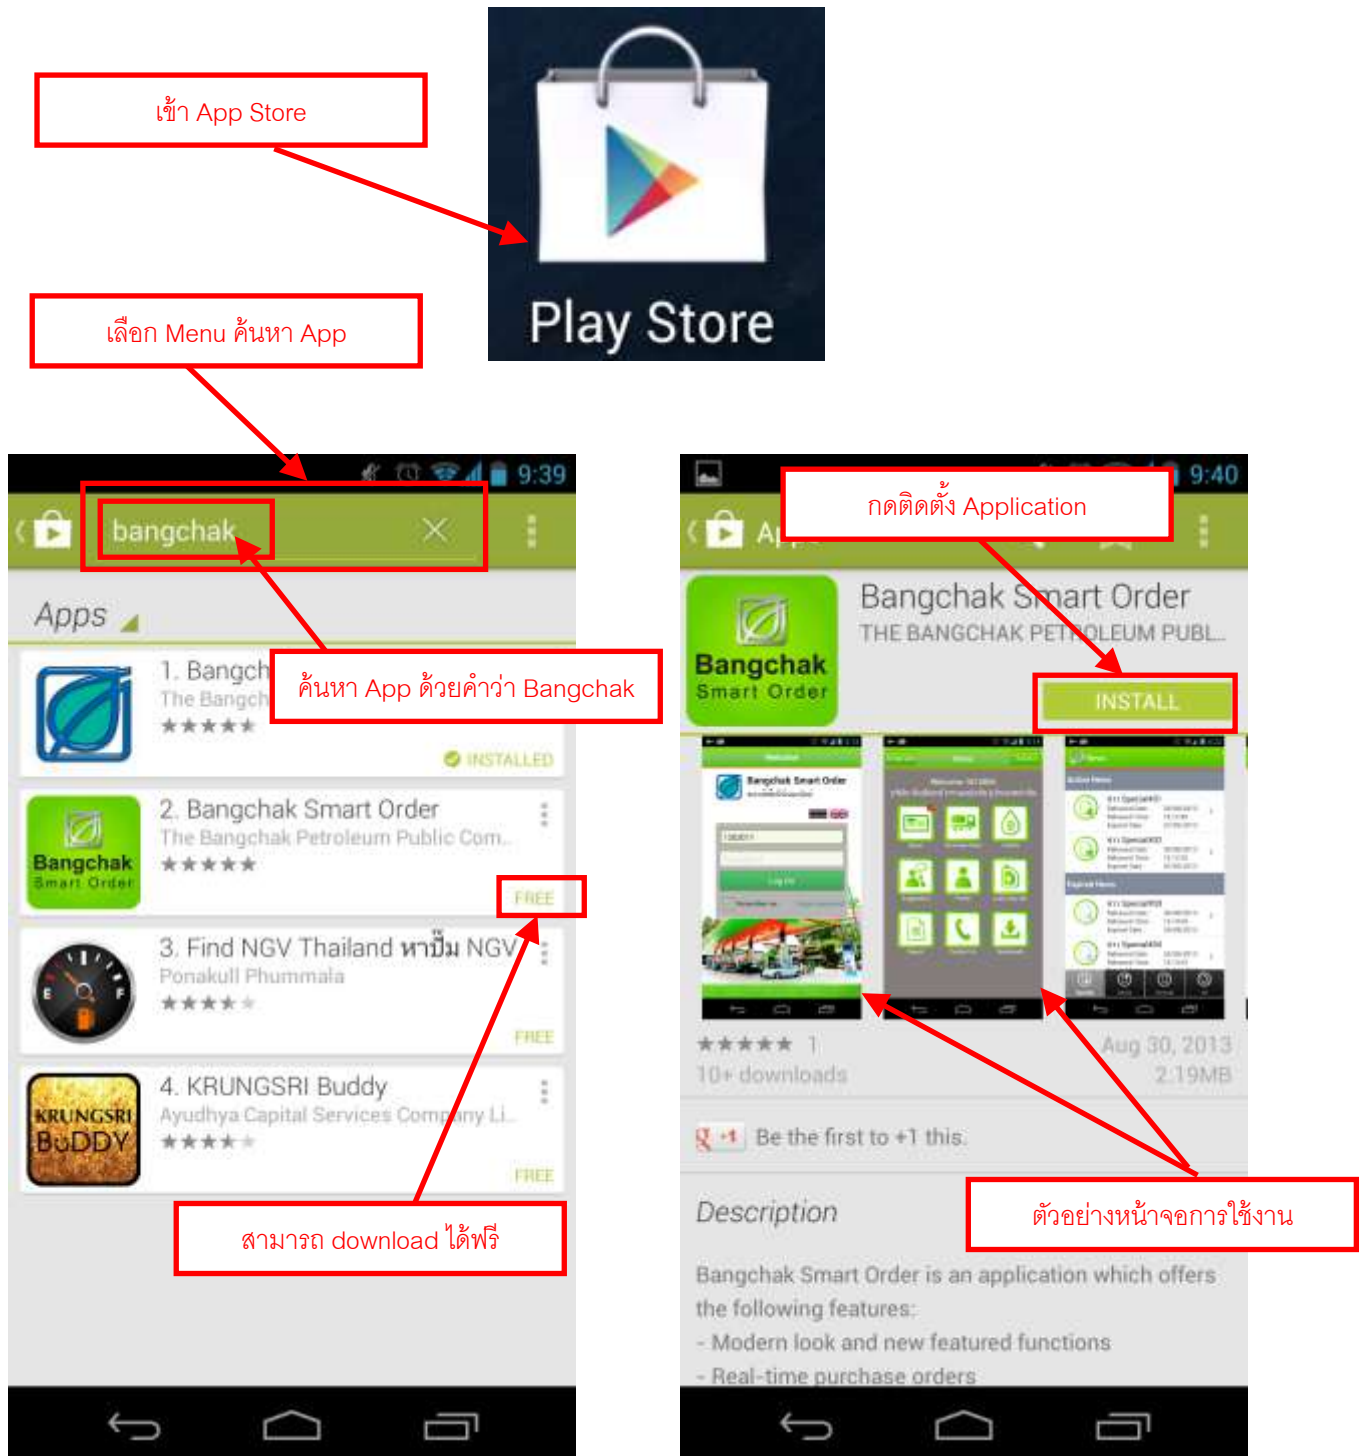 เข้า App Store
Play Store
เลือก Menu ค้นหา App
9:39
bangchak
Apps
1. Bangch
The Bangch
INSTALLED
ค้นหา App ด้วยคำว่า Bangchak
Bangchak
Smart Order
2. Bangchak Smart Order
The Bangchak Petroleum Public Com..
FREE
3. Find NGV Thailand หาปั๊ม NGV
Ponakull Phummala
FREE
KRUNGSRI
BUDDY
4. KRUNGSRI Buddy
Ayudhya Capital Services Company Li..
FREE
สามารถ download ได้ฟรี
9:40
กดติดตั้ง Application
Bangchak
Smart Order
Bangchak Smart Order
THE BANGCHAK PETROLEUM PUBL..
INSTALL
Bangchak Smart Order
Log On
1
Aug 30, 2013
10+ downloads
2.19MB
+1
Be the first to +1 this.
Description
ตัวอย่างหน้าจอการใช้งาน
Bangchak Smart Order is an application which offers
the following features:
- Modern look and new featured functions
- Real-time purchase orders